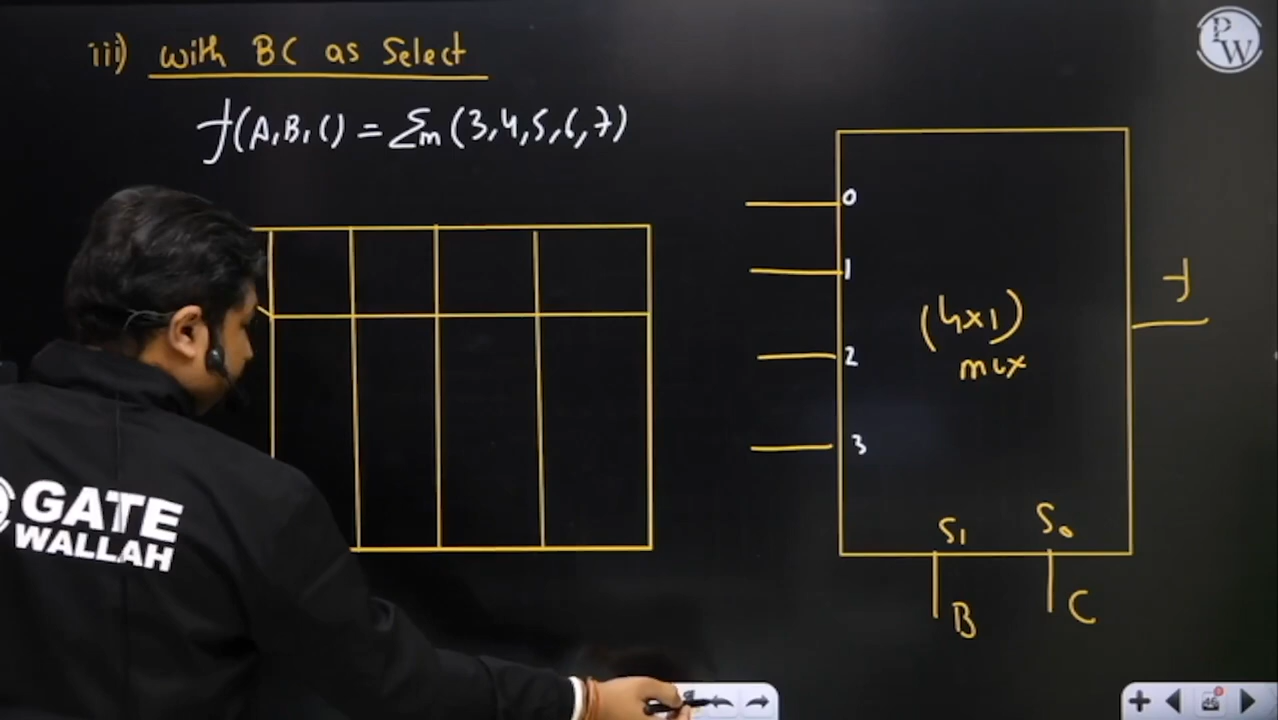 iii) with BC as Select
f(A,B,C) = Σm (3,4,5,6,7)
0
1
2
3
(4x1)
mux
f
S1 S0
B C
GATE
WALLAH
PW
46